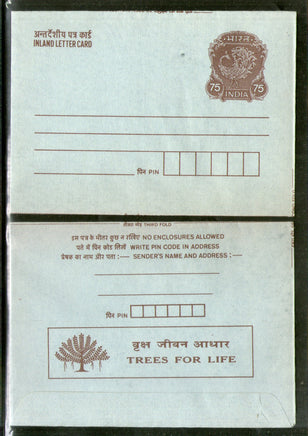 अन्तर्देशीय पत्र कार्ड
INLAND LETTER CARD
भारत
75 75
INDIA
पिन PIN
तीसरा मोड़ THIRD FOLD
इस पत्र के भीतर कुछ न रखिये NO ENCLOSURES ALLOWED
पते में पिन कोड लिखें WRITE PIN CODE IN ADDRESS
प्रेषक का नाम और पता :— SENDER'S NAME AND ADDRESS :—
पिन PIN
वृक्ष जीवन आधार
TREES FOR LIFE